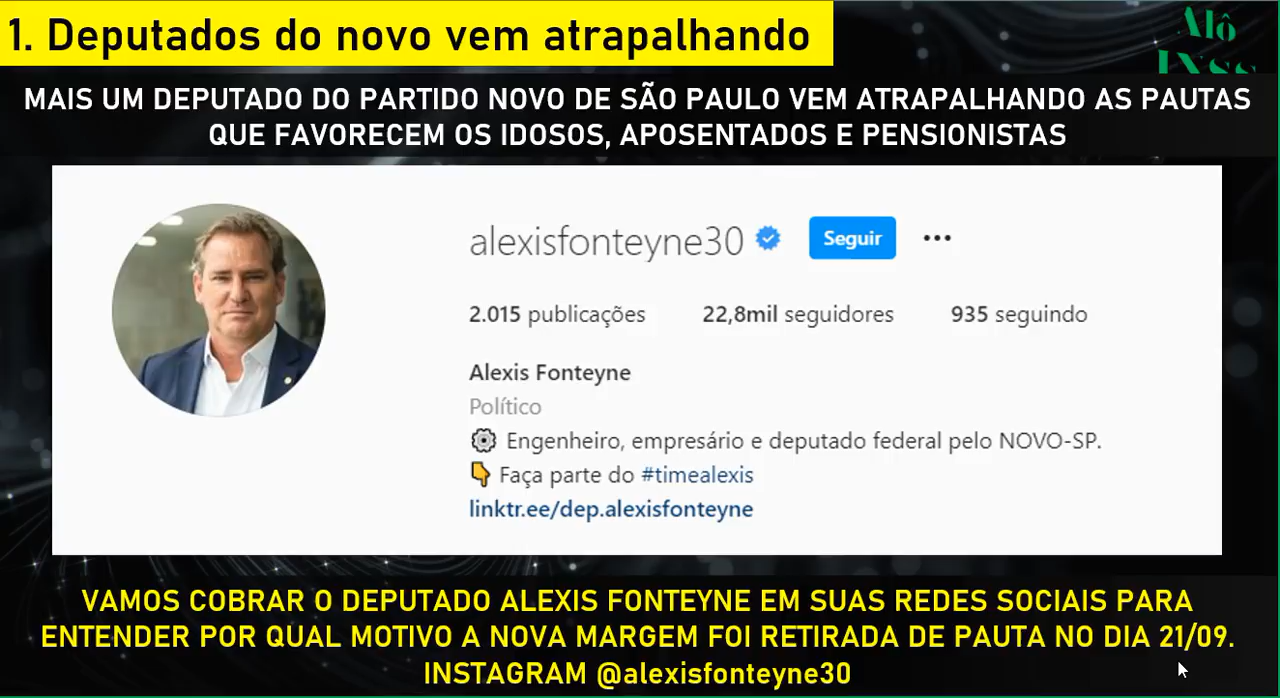 1. Deputados do novo vem atrapalhando
Alô
MAIS UM DEPUTADO DO PARTIDO NOVO DE SÃO PAULO VEM ATRAPALHANDO AS PAUTAS
QUE FAVORECEM OS IDOSOS, APOSENTADOS E PENSIONISTAS
alexisfonteyne30 Seguir
2.015 publicações 22,8mil seguidores 935 seguindo
Alexis Fonteyne
Político
Engenheiro, empresário e deputado federal pelo NOVO-SP.
Faça parte do #timealexis
linktr.ee/dep.alexisfonteyne
VAMOS COBRAR O DEPUTADO ALEXIS FONTEYNE EM SUAS REDES SOCIAIS PARA
ENTENDER POR QUAL MOTIVO A NOVA MARGEM FOI RETIRADA DE PAUTA NO DIA 21/09.
INSTAGRAM @alexisfonteyne30